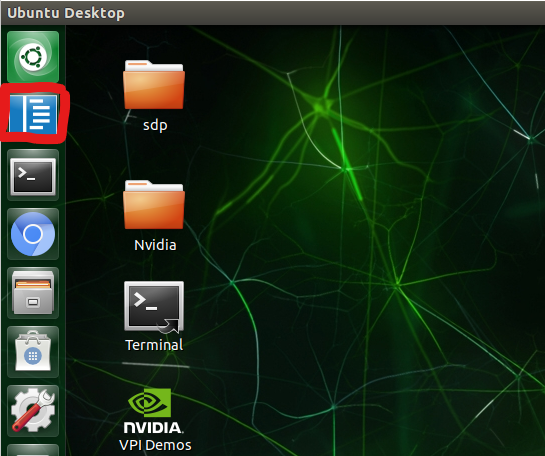 Ubuntu Desktop
sdp
Nvidia
Terminal
NVIDIA.
VPI Demos